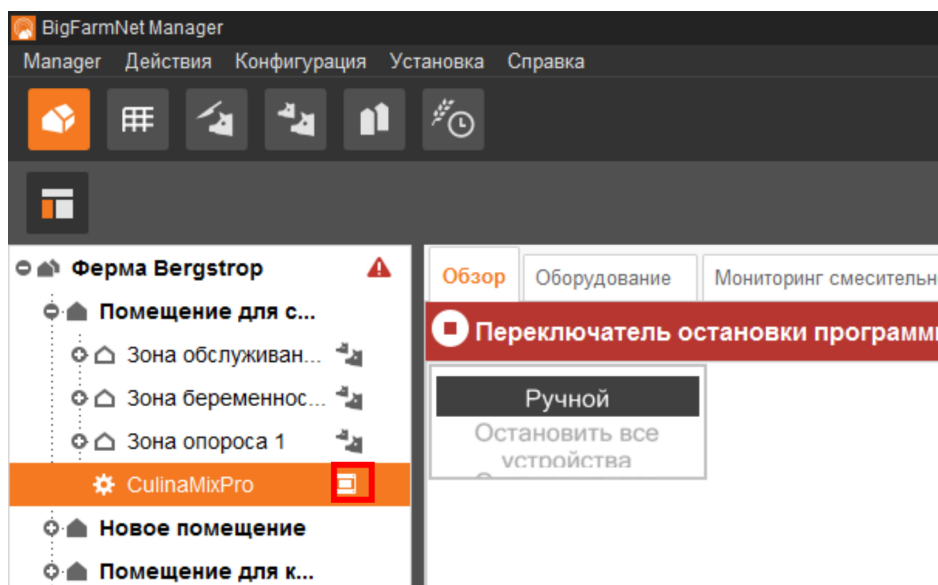 BigFarmNet Manager
Manager Действия Конфигурация Установка Справка
Ферма Bergstrop
Помещение для с...
Зона обслуживан...
Зона беременнос...
Зона опороса 1
CulinaMixPro
Новое помещение
Помещение для к...
Обзор Оборудование Мониторинг смесительн
Переключатель остановки программ
Ручной
Остановить все
устройства